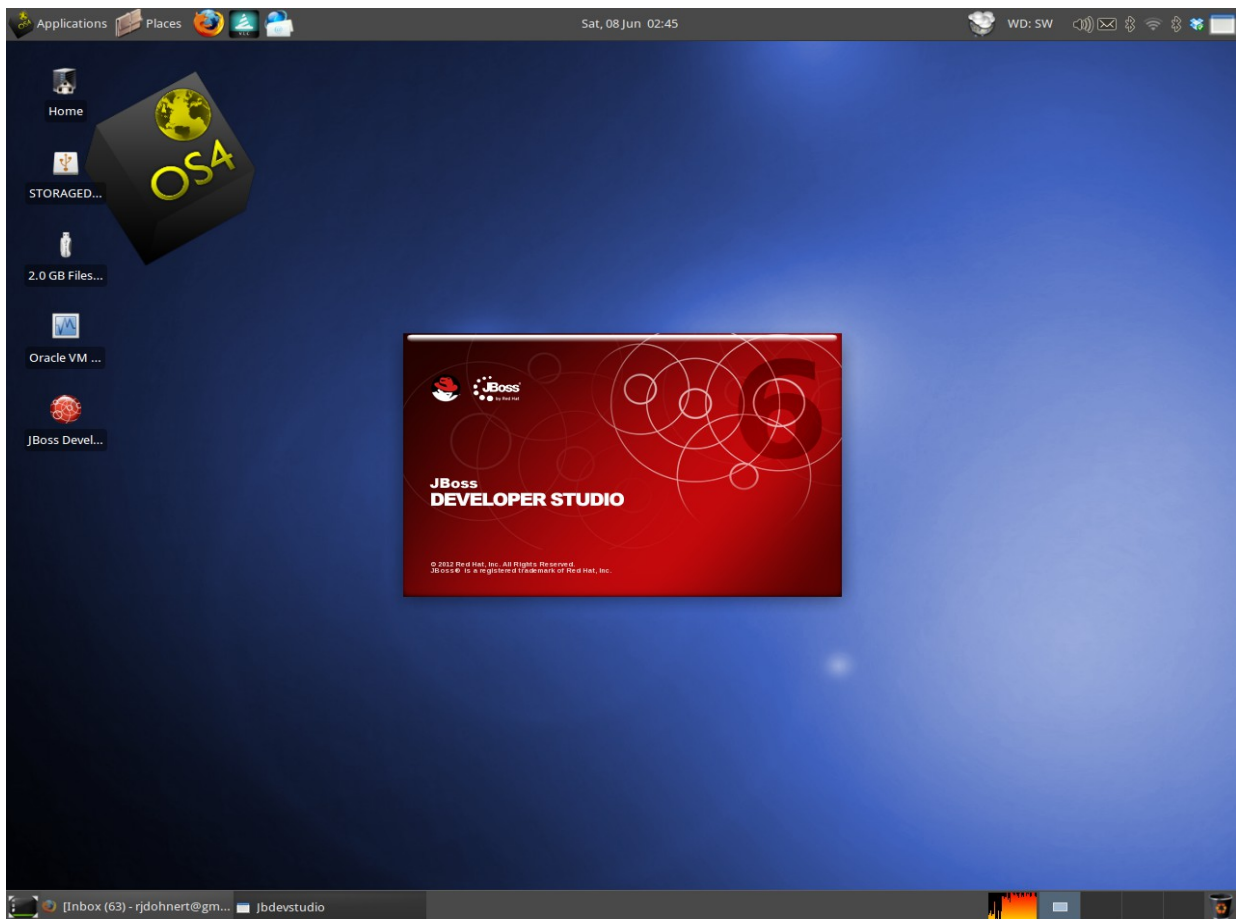 Applications Places VLC Sat, 08 Jun 02:45 WD: SW
Home
OS4
STORAGED...
2.0 GB Files...
Oracle VM ...
JBoss Devel...
6
JBoss
by Red Hat
JBoss
DEVELOPER STUDIO
© 2012 Red Hat, Inc. All Rights Reserved.
JBoss® is a registered trademark of Red Hat, Inc.
[Inbox (63) - rjdohnert@gm... Jbdevstudio